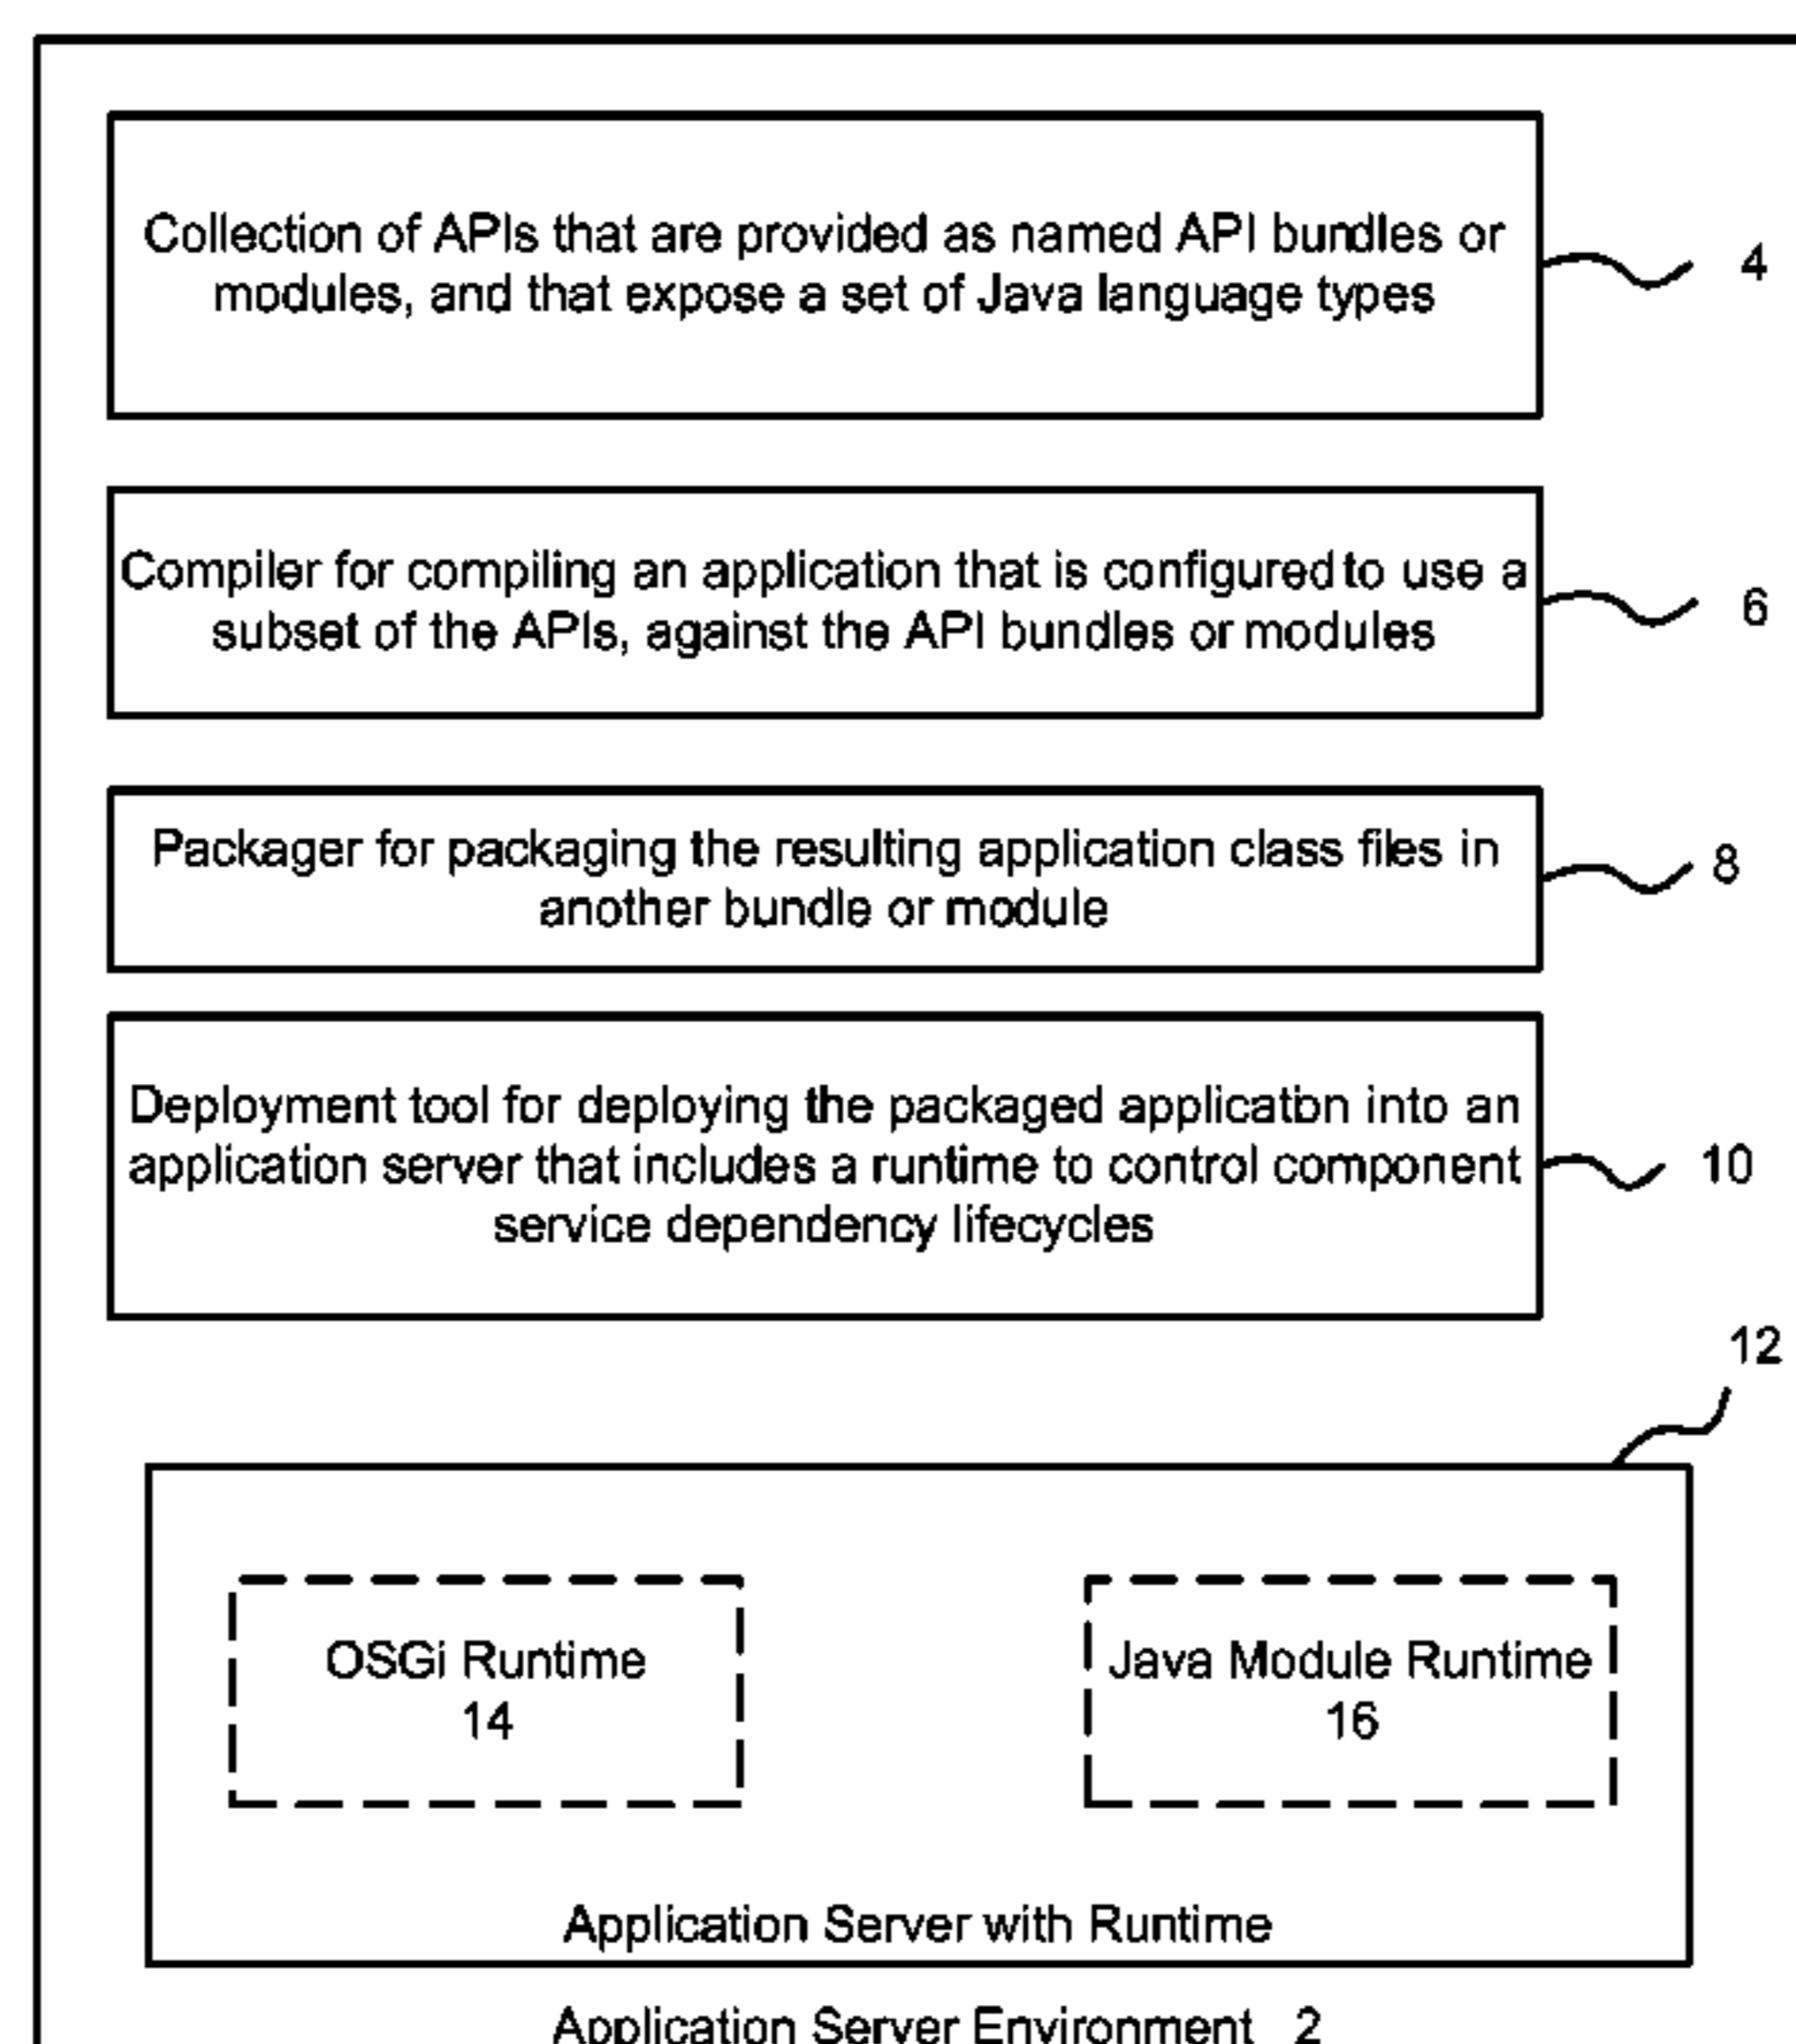 Collection of APIs that are provided as named API bundles or
modules, and that expose a set of Java language types
4
Compiler for compiling an application that is configured to use a
subset of the APIs, against the API bundles or modules
6
Packager for packaging the resulting application class files in
another bundle or module
8
Deployment tool for deploying the packaged application into an
application server that includes a runtime to control component
service dependency lifecycles
10
12
OSGi Runtime
14
Java Module Runtime
16
Application Server with Runtime
Application Server Environment 2